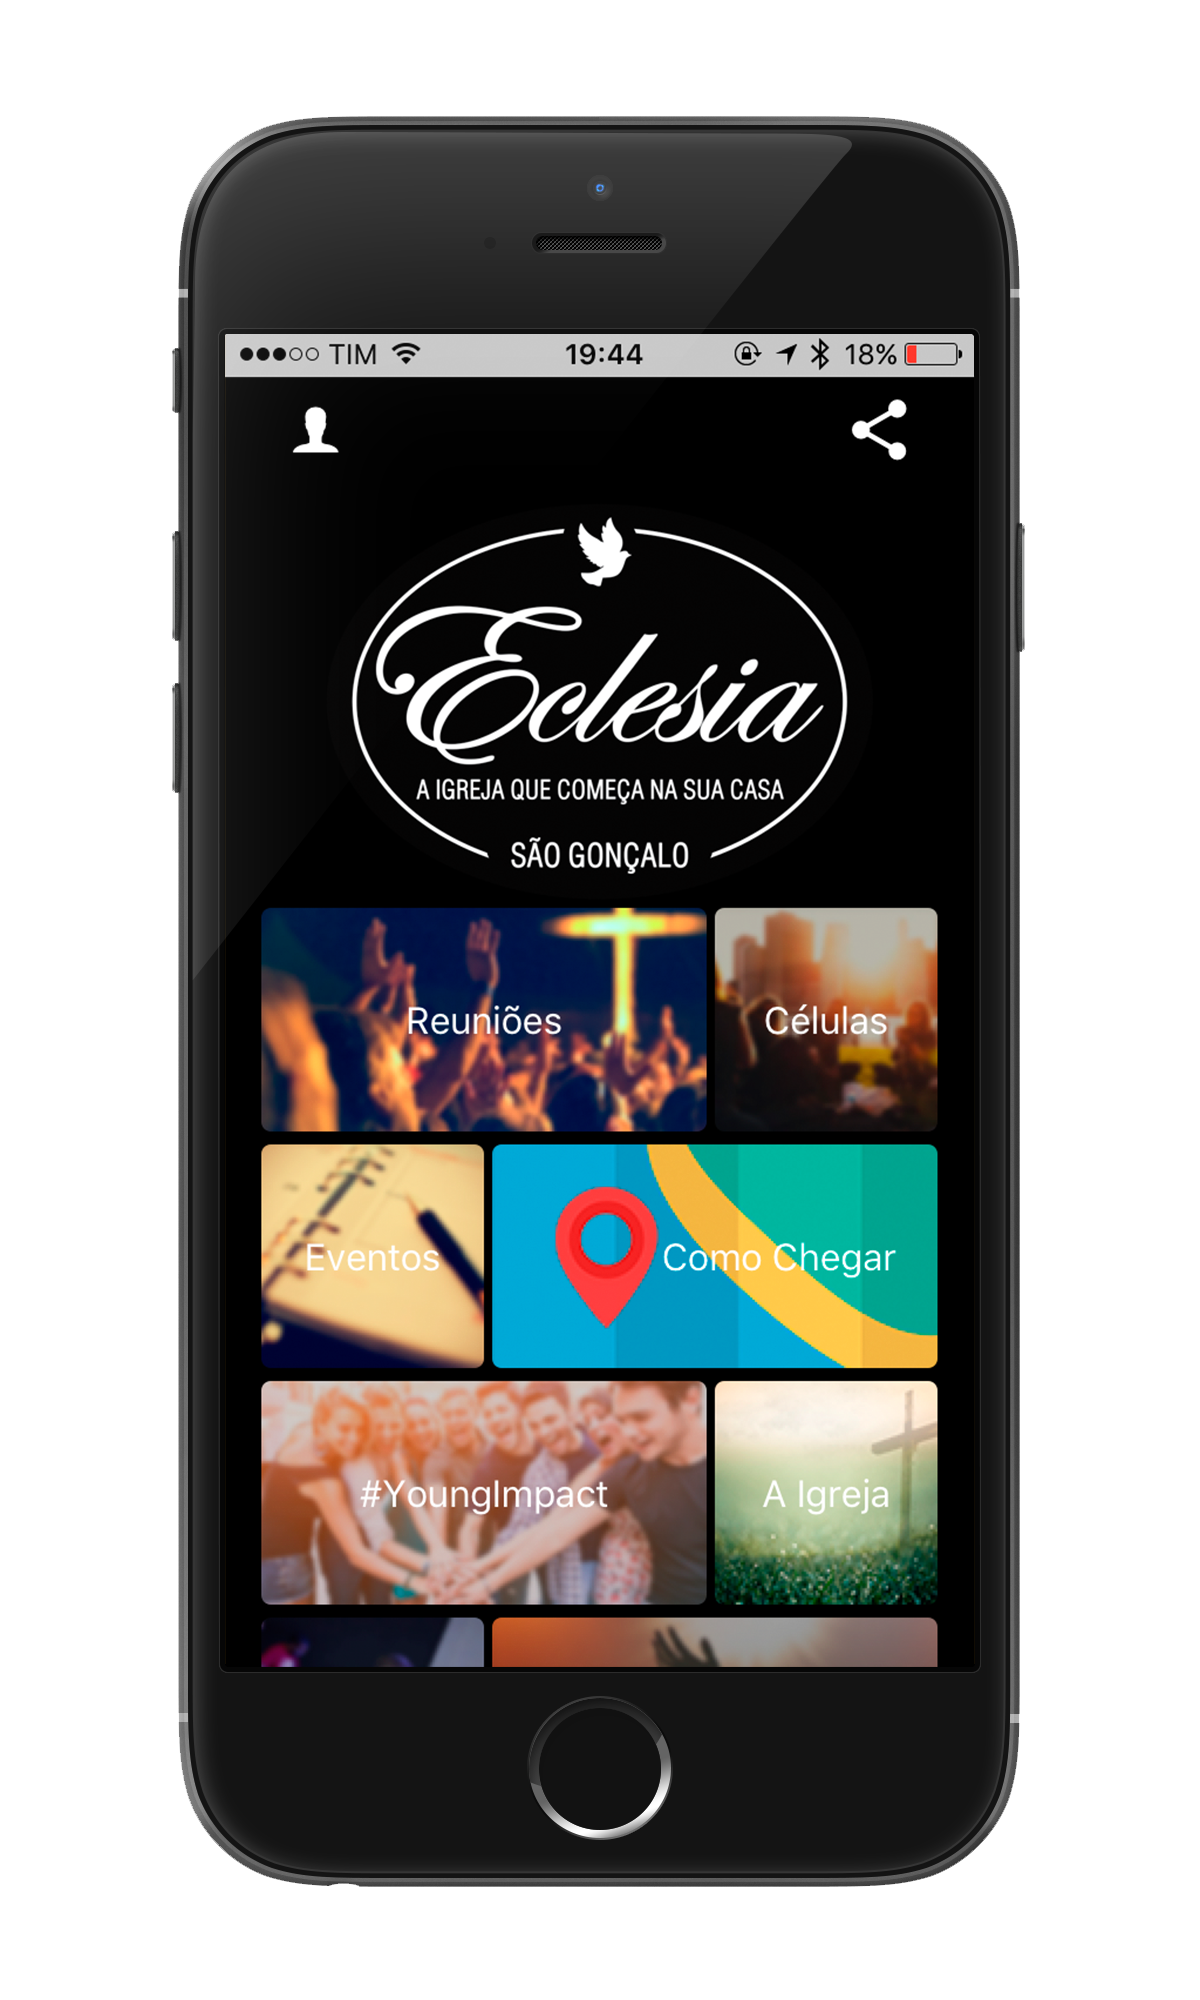 TIM 19:44 18%
Eclesia
A IGREJA QUE COMEÇA NA SUA CASA
SÃO GONÇALO
Reuniões Células
Eventos Como Chegar
#YoungImpact A Igreja